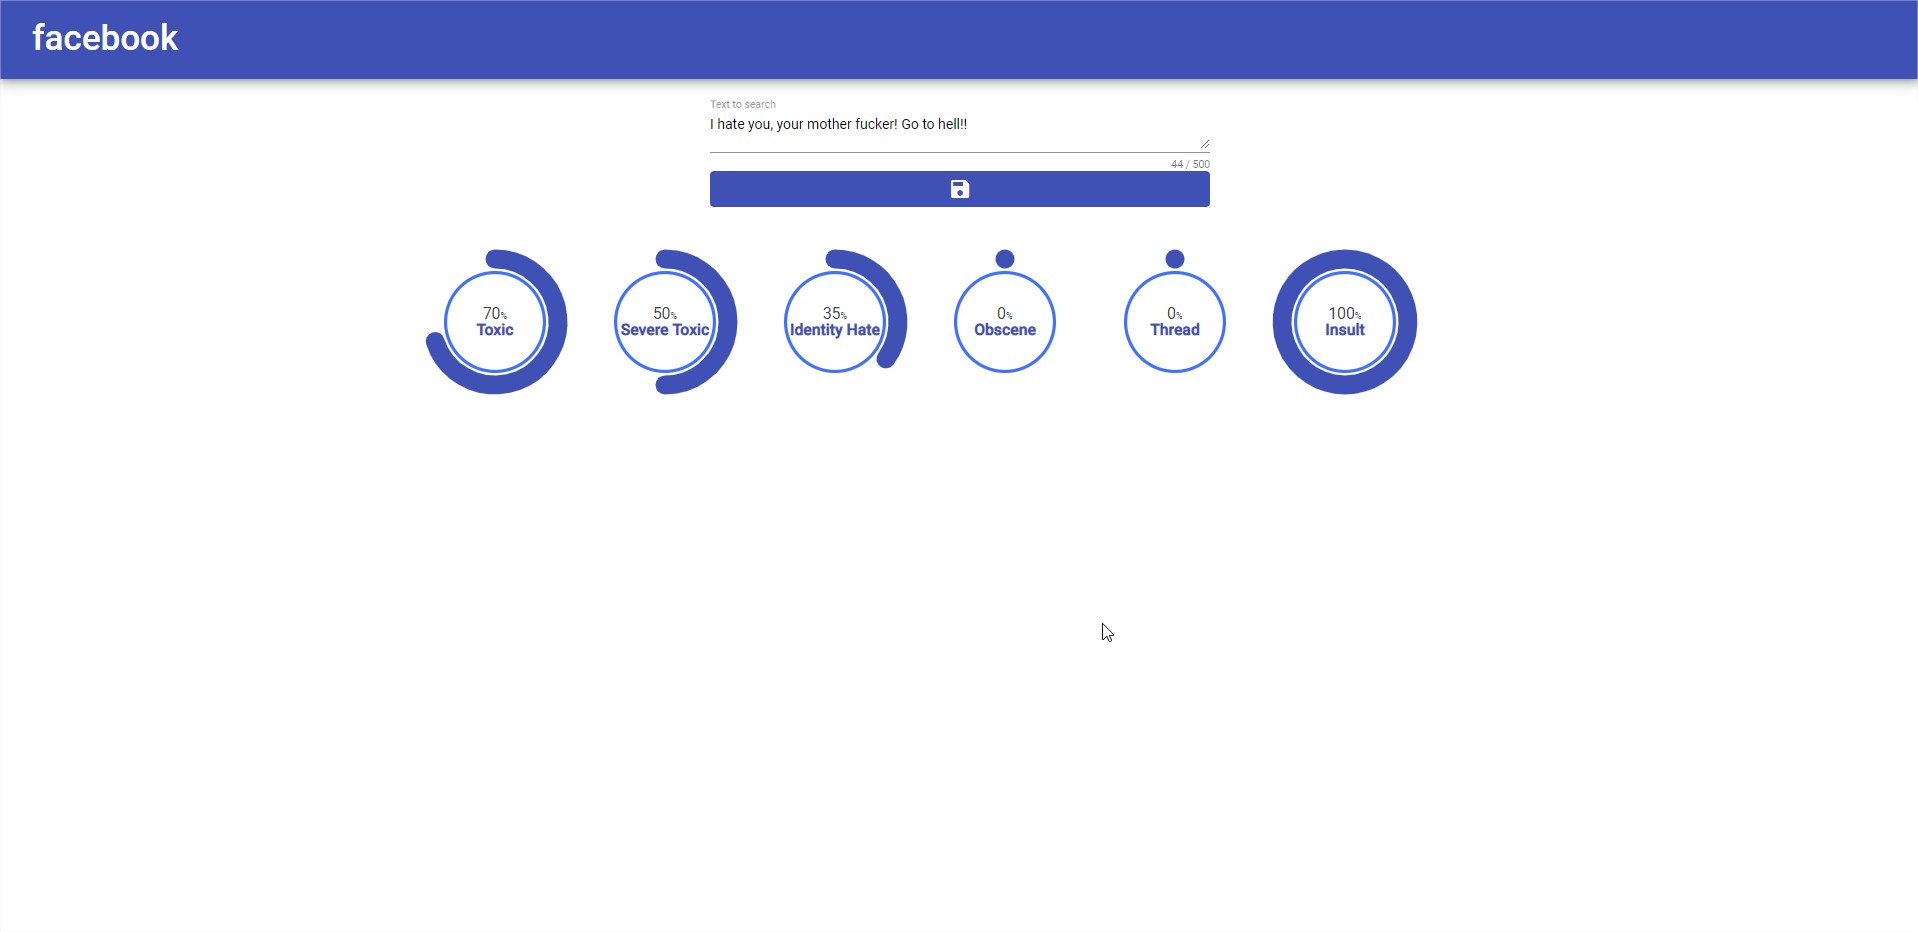 facebook
Text to search
I hate you, your mother fucker! Go to hell!!
44 / 500
70%
Toxic
50%
Severe Toxic
35%
Identity Hate
0%
Obscene
0%
Thread
100%
Insult